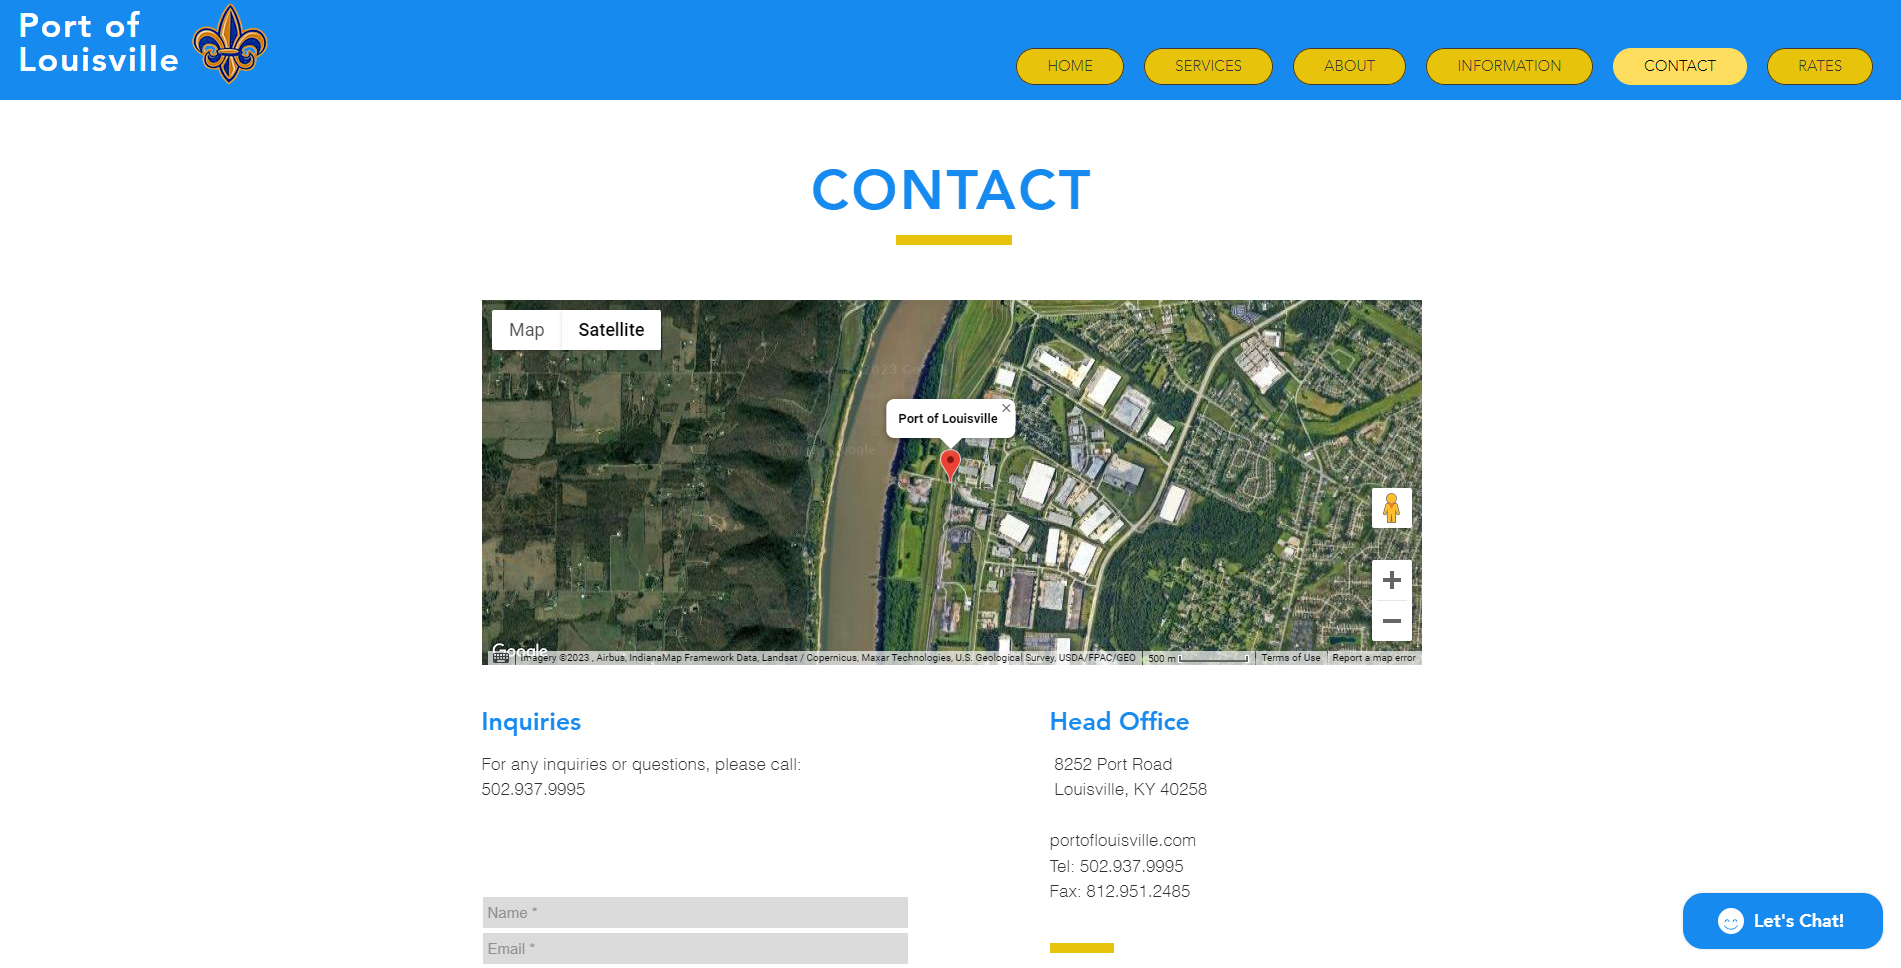 Port of
Louisville
HOME
SERVICES
ABOUT
INFORMATION
CONTACT
RATES
CONTACT
Map
Satellite
Port of Louisville
Google
Imagery ©2023 , Airbus, IndianaMap Framework Data, Landsat / Copernicus, Maxar Technologies, U.S. Geological Survey, USDA/FPAC/GEO
500 m
Terms of Use
Report a map error
Inquiries
For any inquiries or questions, please call:
502.937.9995
Name *
Email *
Head Office
8252 Port Road
Louisville, KY 40258
portoflouisville.com
Tel: 502.937.9995
Fax: 812.951.2485
Let's Chat!